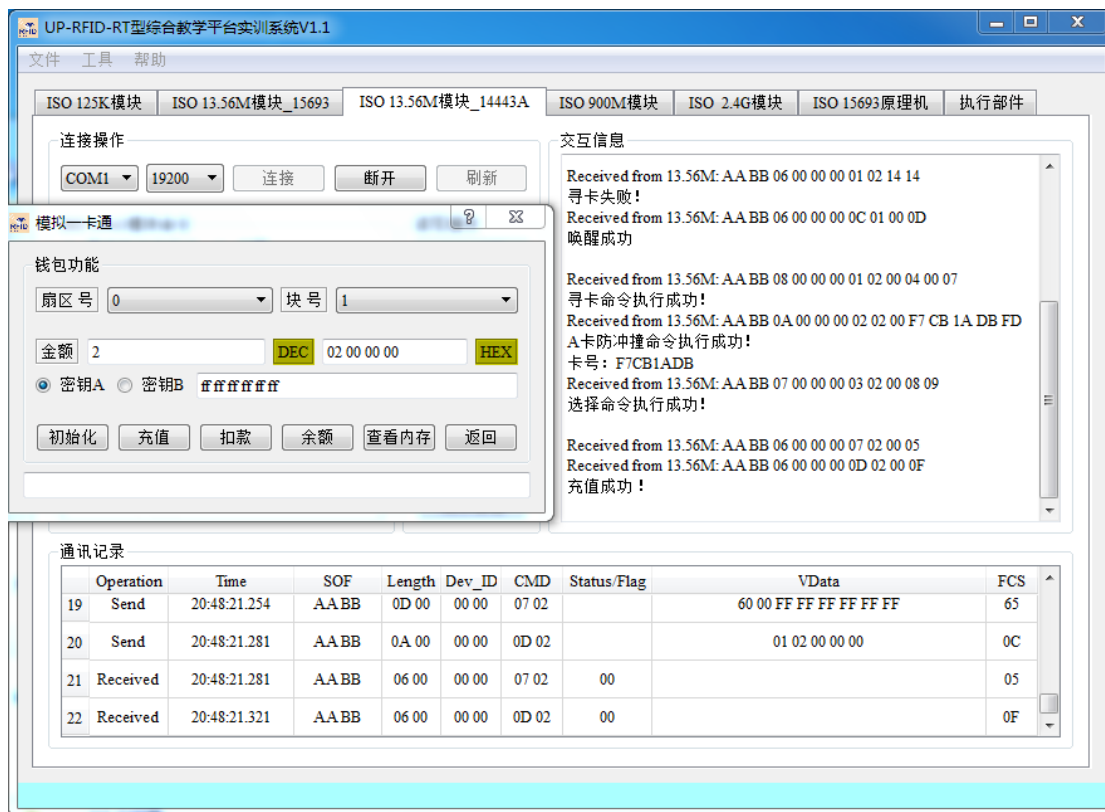 UP-RFID-RT型综合教学平台实训系统V1.1
文件 工具 帮助
ISO 125K模块 ISO 13.56M模块_15693 ISO 13.56M模块_14443A ISO 900M模块 ISO 2.4G模块 ISO 15693原理机 执行部件
连接操作
COM1 19200 连接 断开 刷新
模拟一卡通
钱包功能
扇区号 0 块号 1
金额 2 DEC 02 00 00 00 HEX
密钥A 密钥B ffffffffffff
初始化 充值 扣款 余额 查看内存 返回
交互信息
Received from 13.56M: AA BB 06 00 00 00 01 02 14 14
寻卡失败!
Received from 13.56M: AA BB 06 00 00 00 0C 01 00 0D
唤醒成功
Received from 13.56M: AA BB 08 00 00 00 01 02 00 04 00 07
寻卡命令执行成功!
Received from 13.56M: AA BB 0A 00 00 00 02 02 00 F7 CB 1A DB FD
A卡防冲撞命令执行成功!
卡号：F7CB1ADB
Received from 13.56M: AA BB 07 00 00 00 03 02 00 08 09
选择命令执行成功!
Received from 13.56M: AA BB 06 00 00 00 07 02 00 05
Received from 13.56M: AA BB 06 00 00 00 0D 02 00 0F
充值成功！
通讯记录
Operation Time SOF Length Dev_ID CMD Status/Flag VData FCS
19 Send 20:48:21.254 AA BB 0D 00 00 00 07 02 60 00 FF FF FF FF FF FF 65
20 Send 20:48:21.281 AA BB 0A 00 00 00 0D 02 01 02 00 00 00 0C
21 Received 20:48:21.281 AA BB 06 00 00 00 07 02 00 05
22 Received 20:48:21.321 AA BB 06 00 00 00 0D 02 00 0F